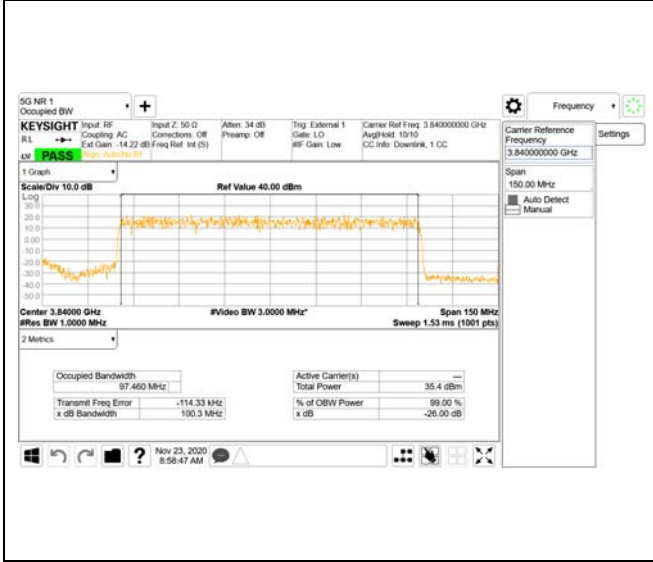 5G NR 1
Occupied BW
Frequency
KEYSIGHT
R L
PASS
Input: RF
Coupling: AC
Ext Gain: -14.22 dB
Align: Auto/No RF
Input Z: 50 Ω
Corrections: Off
Freq Ref: Int (S)
Atten: 34 dB
Preamp: Off
Trig: External 1
Gate: LO
#IF Gain: Low
Carrier Ref Freq: 3.840000000 GHz
Avg|Hold: 10/10
CC Info: Downlink, 1 CC
Carrier Reference
Frequency
3.840000000 GHz
Settings
Span
150.00 MHz
Auto Detect
Manual
1 Graph
Scale/Div 10.0 dB
Ref Value 40.00 dBm
Log
30.0
20.0
10.0
0.00
-10.0
-20.0
-30.0
-40.0
-50.0
Center 3.84000 GHz
#Video BW 3.0000 MHz*
Span 150 MHz
#Res BW 1.0000 MHz
Sweep 1.53 ms (1001 pts)
2 Metrics
Occupied Bandwidth
97.460 MHz
Transmit Freq Error -114.33 kHz
x dB Bandwidth 100.3 MHz
Active Carrier(s) ---
Total Power 35.4 dBm
% of OBW Power 99.00 %
x dB -26.00 dB
Nov 23, 2020
8:58:47 AM